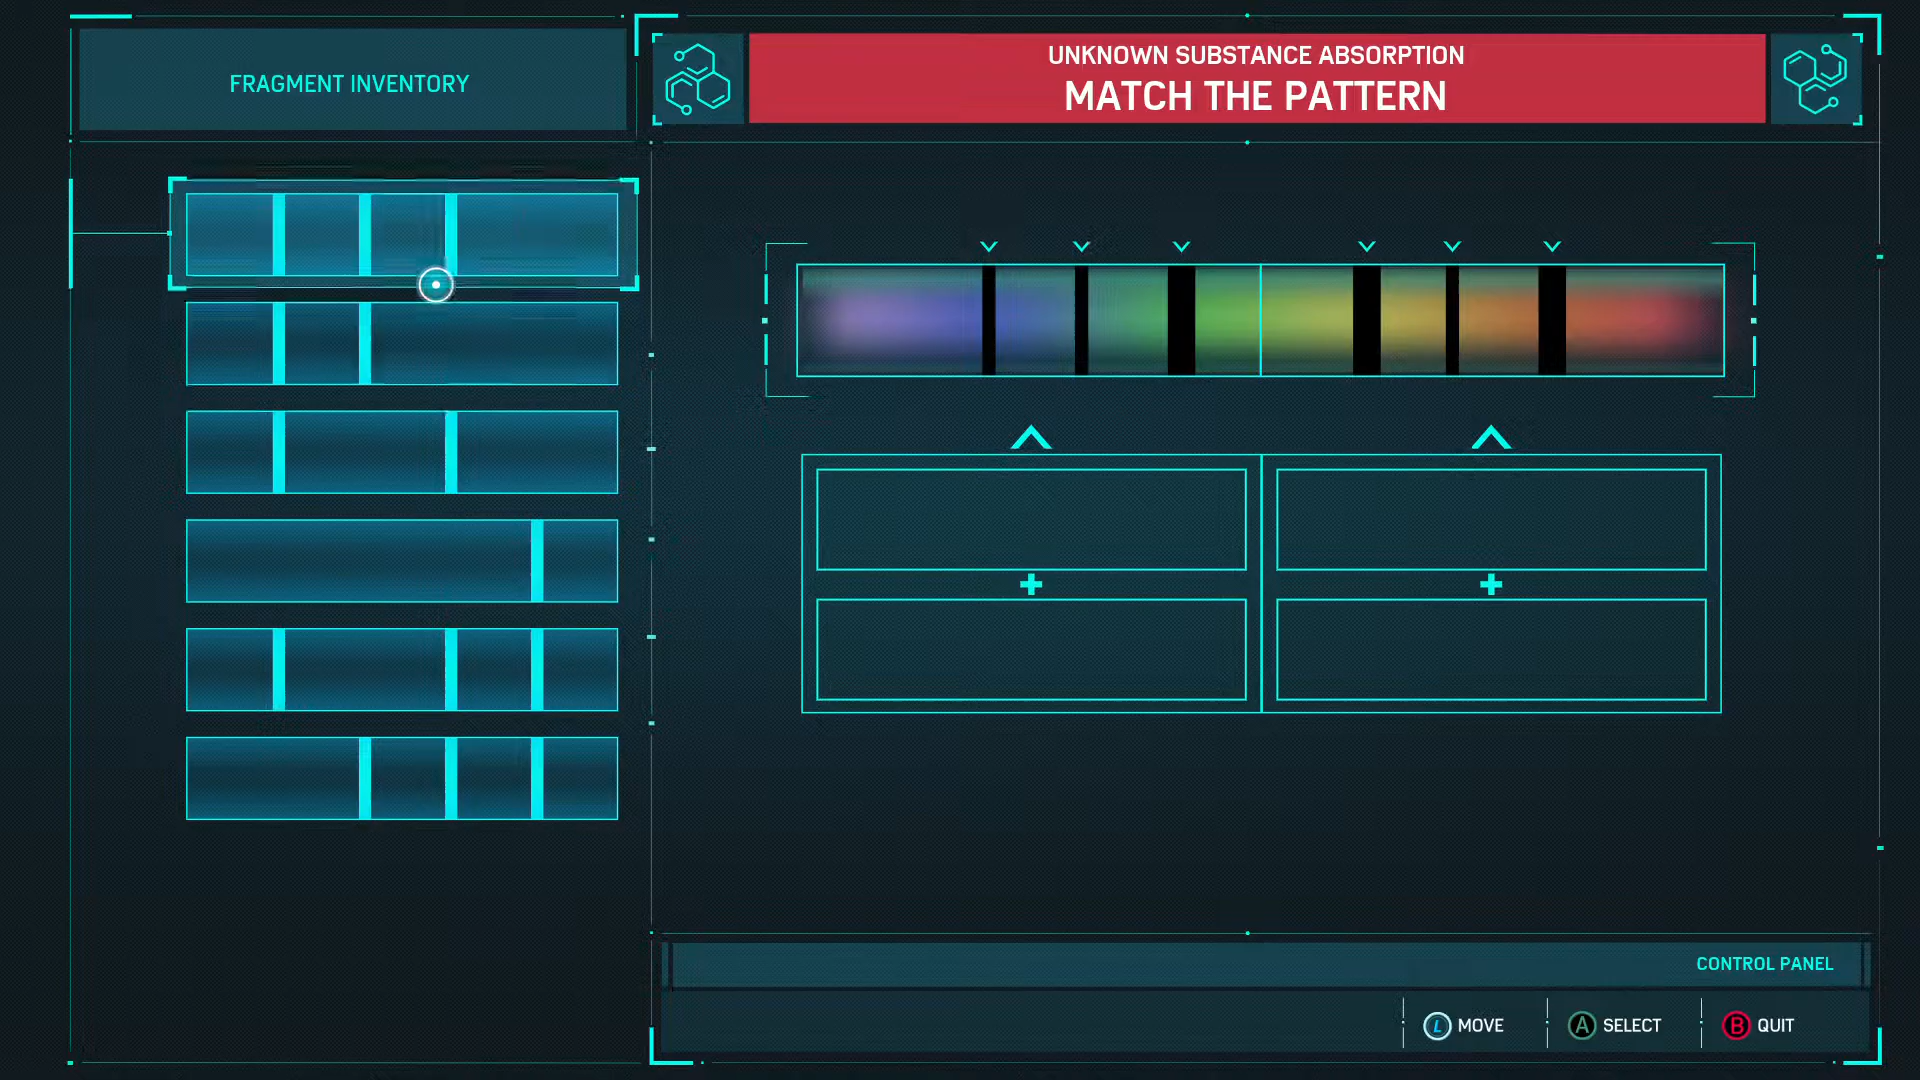 FRAGMENT INVENTORY
UNKNOWN SUBSTANCE ABSORPTION
MATCH THE PATTERN
CONTROL PANEL
L MOVE
A SELECT
B QUIT